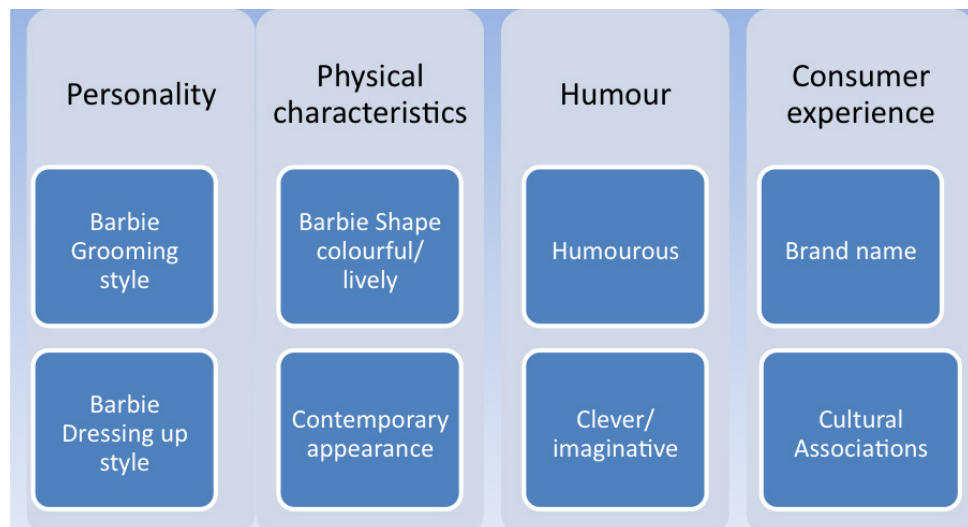 Personality
Barbie
Grooming
style
Barbie
Dressing up
style
Physical
characteristics
Barbie Shape
colourful/
lively
Contemporary
appearance
Humour
Humourous
Clever/
imaginative
Consumer
experience
Brand name
Cultural
Associations